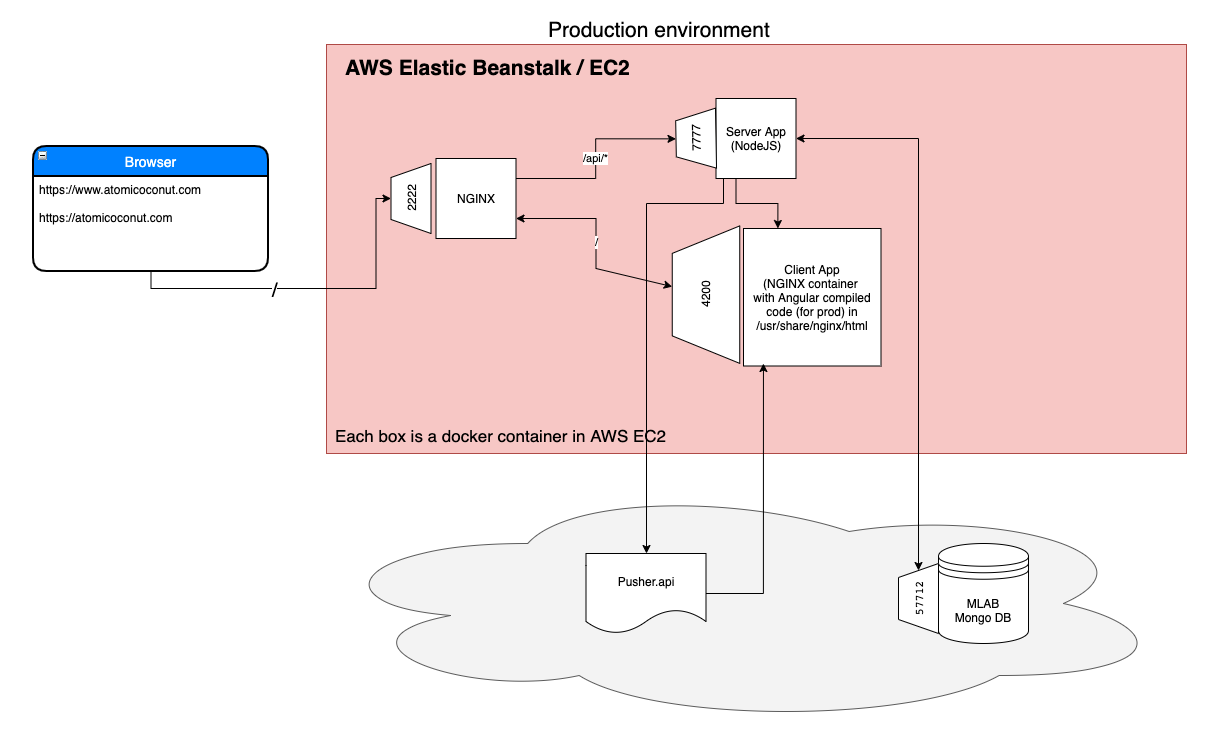 Production environment
AWS Elastic Beanstalk / EC2
Browser
https://www.atomicoconut.com
https://atomicoconut.com
/
2222
NGINX
/api/*
/
7777
Server App
(NodeJS)
4200
Client App
(NGINX container
with Angular compiled
code (for prod) in
/usr/share/nginx/html
Each box is a docker container in AWS EC2
Pusher.api
57712
MLAB
Mongo DB